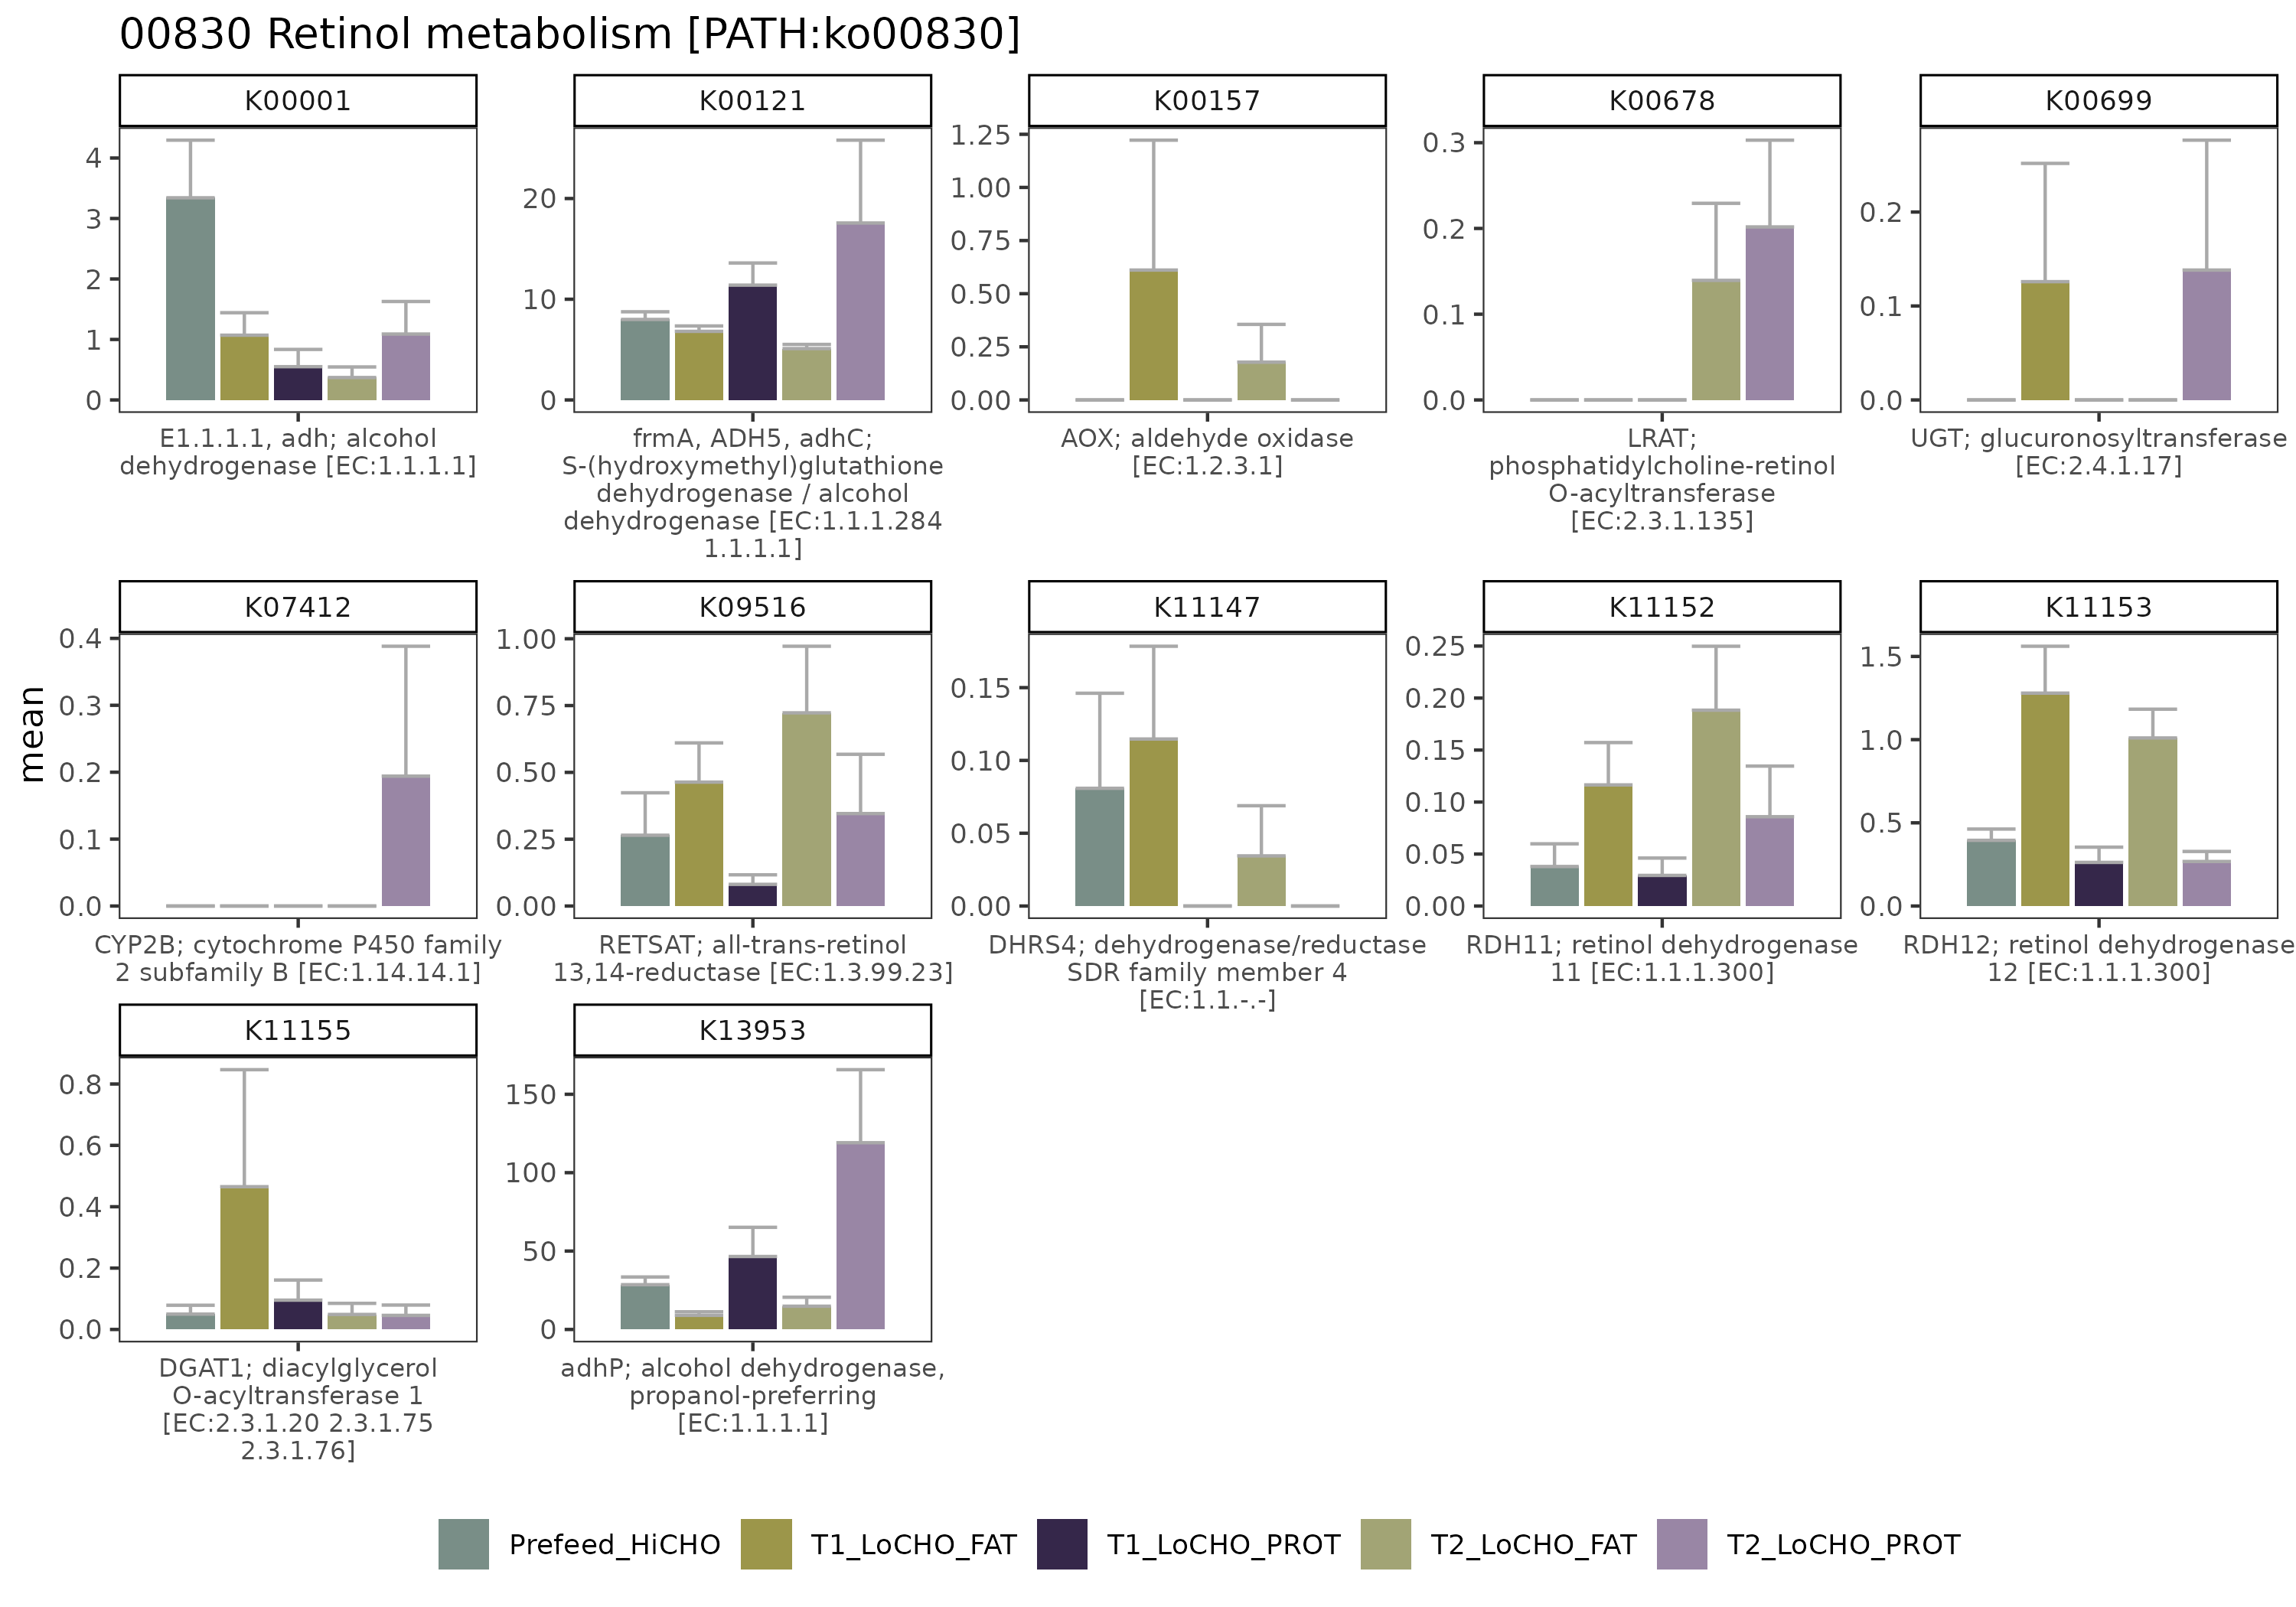 00830 Retinol metabolism [PATH:ko00830]
K00001
4
3
2
1
0
E1.1.1.1, adh; alcohol
dehydrogenase [EC:1.1.1.1]
K00121
20
10
0
frmA, ADH5, adhC;
S-(hydroxymethyl)glutathione
dehydrogenase / alcohol
dehydrogenase [EC:1.1.1.284
1.1.1.1]
K00157
1.25
1.00
0.75
0.50
0.25
0.00
AOX; aldehyde oxidase
[EC:1.2.3.1]
K00678
0.3
0.2
0.1
0.0
LRAT;
phosphatidylcholine-retinol
O-acyltransferase
[EC:2.3.1.135]
K00699
0.2
0.1
0.0
UGT; glucuronosyltransferase
[EC:2.4.1.17]
mean
K07412
0.4
0.3
0.2
0.1
0.0
CYP2B; cytochrome P450 family
2 subfamily B [EC:1.14.14.1]
K09516
1.00
0.75
0.50
0.25
0.00
RETSAT; all-trans-retinol
13,14-reductase [EC:1.3.99.23]
K11147
0.15
0.10
0.05
0.00
DHRS4; dehydrogenase/reductase
SDR family member 4
[EC:1.1.-.-]
K11152
0.25
0.20
0.15
0.10
0.05
0.00
RDH11; retinol dehydrogenase
11 [EC:1.1.1.300]
K11153
1.5
1.0
0.5
0.0
RDH12; retinol dehydrogenase
12 [EC:1.1.1.300]
K11155
0.8
0.6
0.4
0.2
0.0
DGAT1; diacylglycerol
O-acyltransferase 1
[EC:2.3.1.20 2.3.1.75
2.3.1.76]
K13953
150
100
50
0
adhP; alcohol dehydrogenase,
propanol-preferring
[EC:1.1.1.1]
Prefeed_HiCHO
T1_LoCHO_FAT
T1_LoCHO_PROT
T2_LoCHO_FAT
T2_LoCHO_PROT